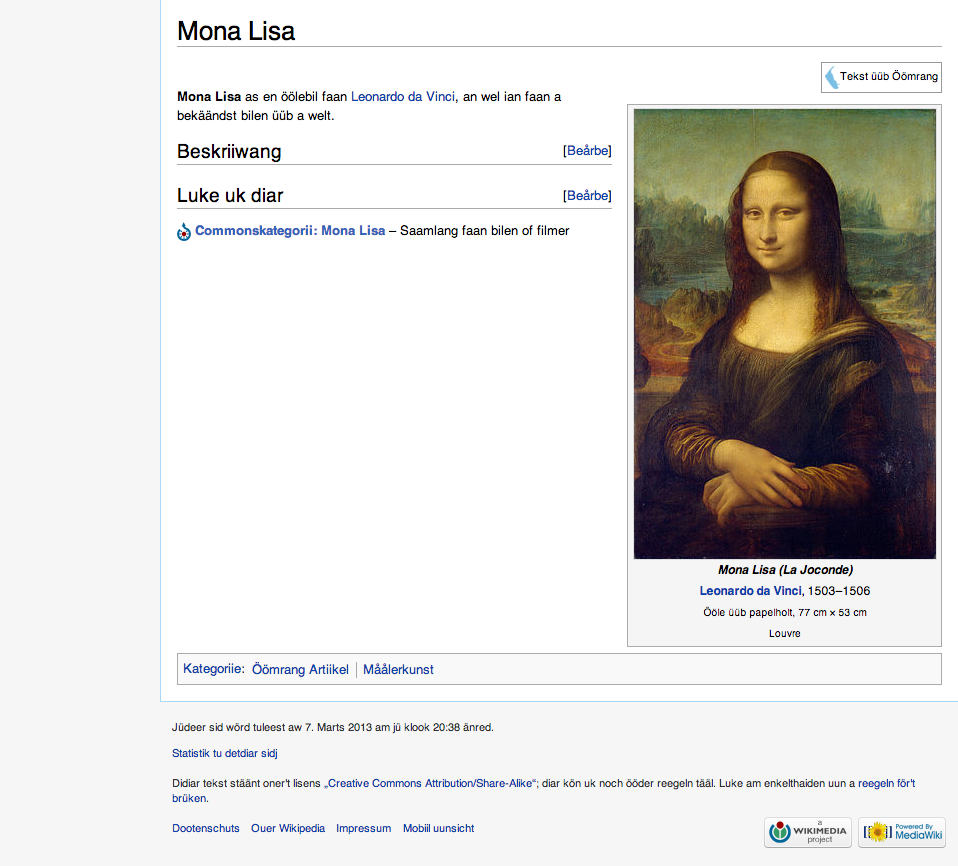 Mona Lisa
Tekst üüb Öömrang
Mona Lisa as en öölebil faan Leonardo da Vinci, an wel ian faan a
bekäändst bilen üüb a welt.
Beskriiwang [Beårbe]
Luke uk diar [Beårbe]
Commonskategorii: Mona Lisa – Saamlang faan bilen of filmer
Mona Lisa (La Joconde)
Leonardo da Vinci, 1503–1506
Ööle üüb papelholt, 77 cm × 53 cm
Louvre
Kategoriie: Öömrang Artiikel | Måålerkunst
Jüdeer sid wörd tuleest aw 7. Marts 2013 am jü klook 20:38 änred.
Statistik tu detdiar sidj
Didiar tekst stäänt oner't lisens „Creative Commons Attribution/Share-Alike“; diar kön uk noch ööder reegeln tääl. Luke am enkelthaiden uun a reegeln för't
brüken.
Dootenschuts Ouer Wikipedia Impressum Mobiil uunsicht
a
WIKIMEDIA
project
Powered By
MediaWiki